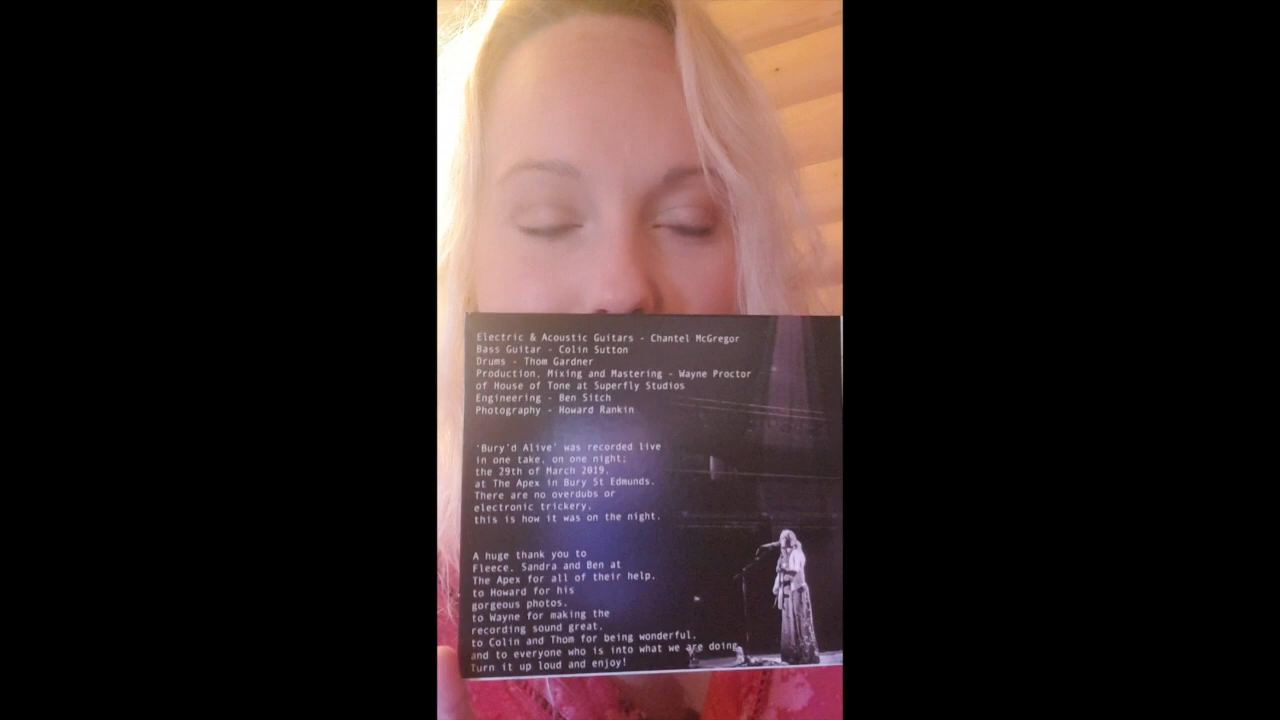 Electric & Acoustic Guitars - Chantel McGregor
Bass Guitar - Colin Sutton
Drums - Thom Gardner
Production, Mixing and Mastering - Wayne Proctor
of House of Tone at Superfly Studios
Engineering - Ben Sitch
Photography - Howard Rankin
'Bury'd Alive' was recorded live
in one take, on one night;
the 29th of March 2019,
at The Apex in Bury St Edmunds.
There are no overdubs or
electronic trickery,
this is how it was on the night.
A huge thank you to
Fleece, Sandra and Ben at
The Apex for all of their help,
to Howard for his
gorgeous photos,
to Wayne for making the
recording sound great,
to Colin and Thom for being wonderful,
and to everyone who is into what we are doing.
Turn it up loud and enjoy!